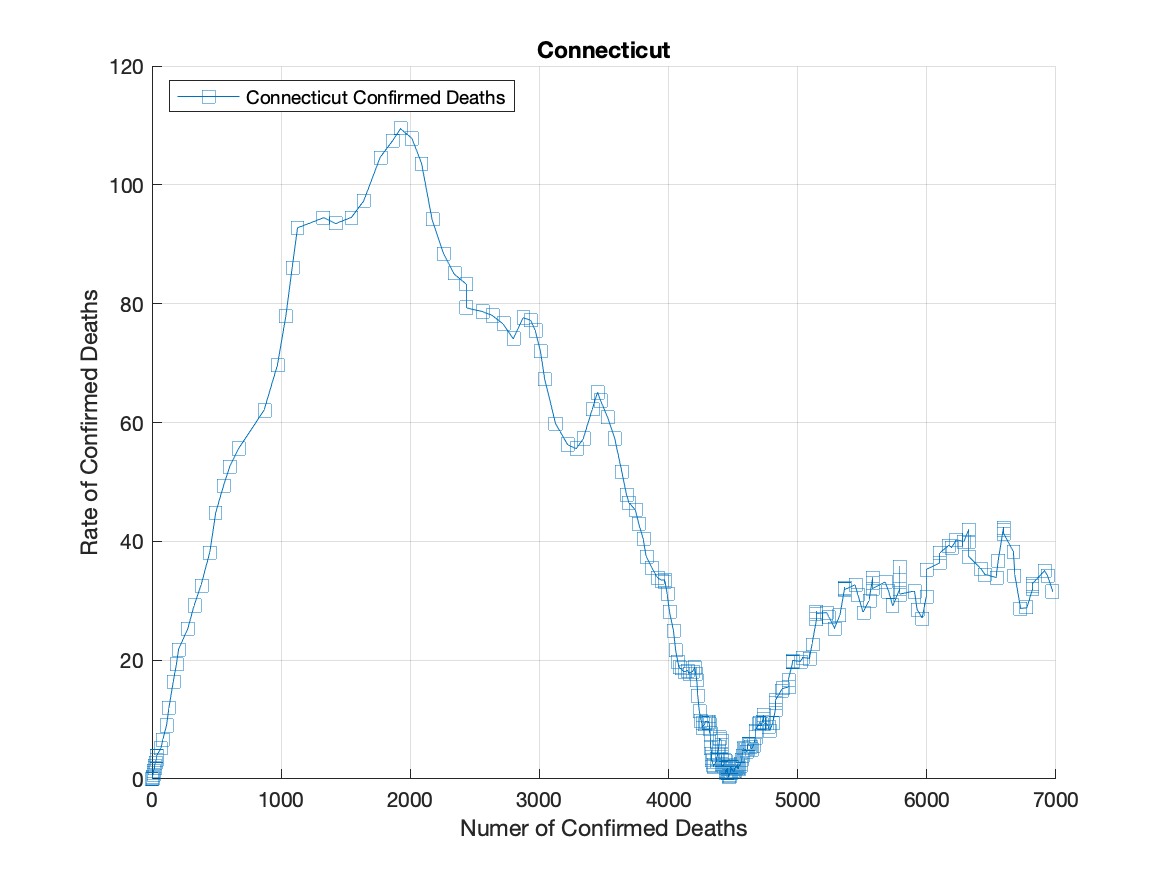 Connecticut
Connecticut Confirmed Deaths
120
100
80
60
40
20
0
Rate of Confirmed Deaths
0 1000 2000 3000 4000 5000 6000 7000
Numer of Confirmed Deaths